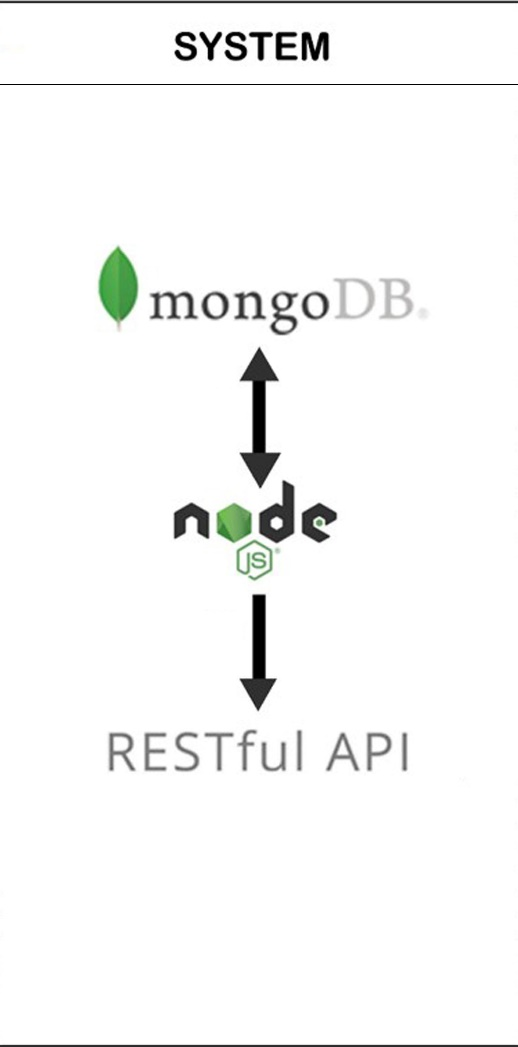 SYSTEM
mongoDB®
node
JS®
RESTful API